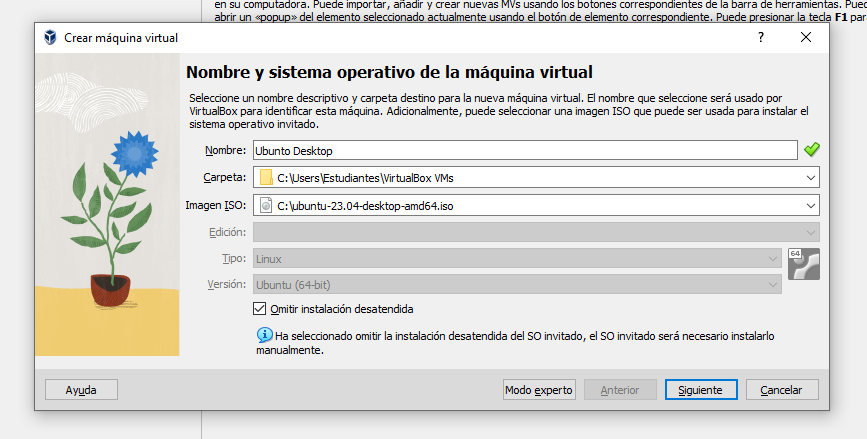 en su computadora. Puede importar, añadir y crear nuevas MVs usando los botones correspondientes de la barra de herramientas. Pued
abrir un «popup» del elemento seleccionado actualmente usando el botón de elemento correspondiente. Puede presionar la tecla F1 para
Crear máquina virtual
?
Nombre y sistema operativo de la máquina virtual
Seleccione un nombre descriptivo y carpeta destino para la nueva máquina virtual. El nombre que seleccione será usado por
VirtualBox para identificar esta máquina. Adicionalmente, puede seleccionar una imagen ISO que puede ser usada para instalar el
sistema operativo invitado.
Nombre: Ubunto Desktop
Carpeta: C:\Users\Estudiantes\VirtualBox VMs
Imagen ISO: C:\ubuntu-23.04-desktop-amd64.iso
Edición:
Tipo: Linux
64
Versión: Ubuntu (64-bit)
Omitir instalación desatendida
Ha seleccionado omitir la instalación desatendida del SO invitado, el SO invitado será necesario instalarlo
manualmente.
Ayuda Modo experto Anterior Siguiente Cancelar